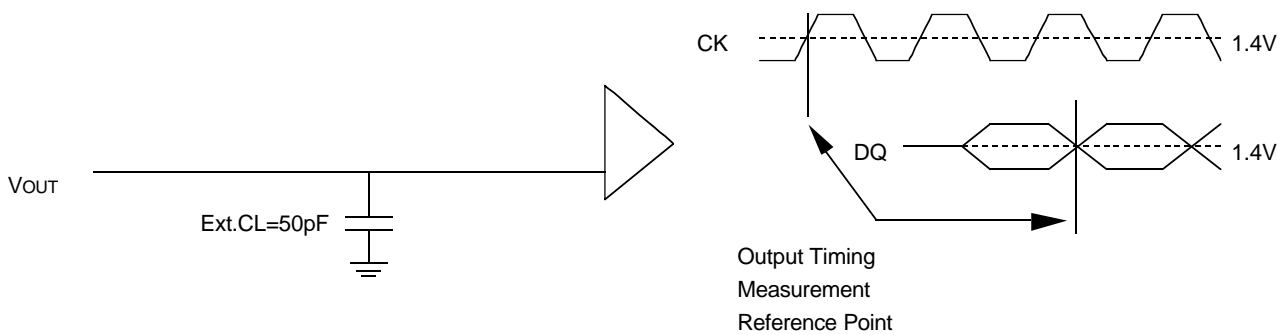 VOUT
Ext.CL=50pF
CK
1.4V
DQ
1.4V
Output Timing
Measurement
Reference Point